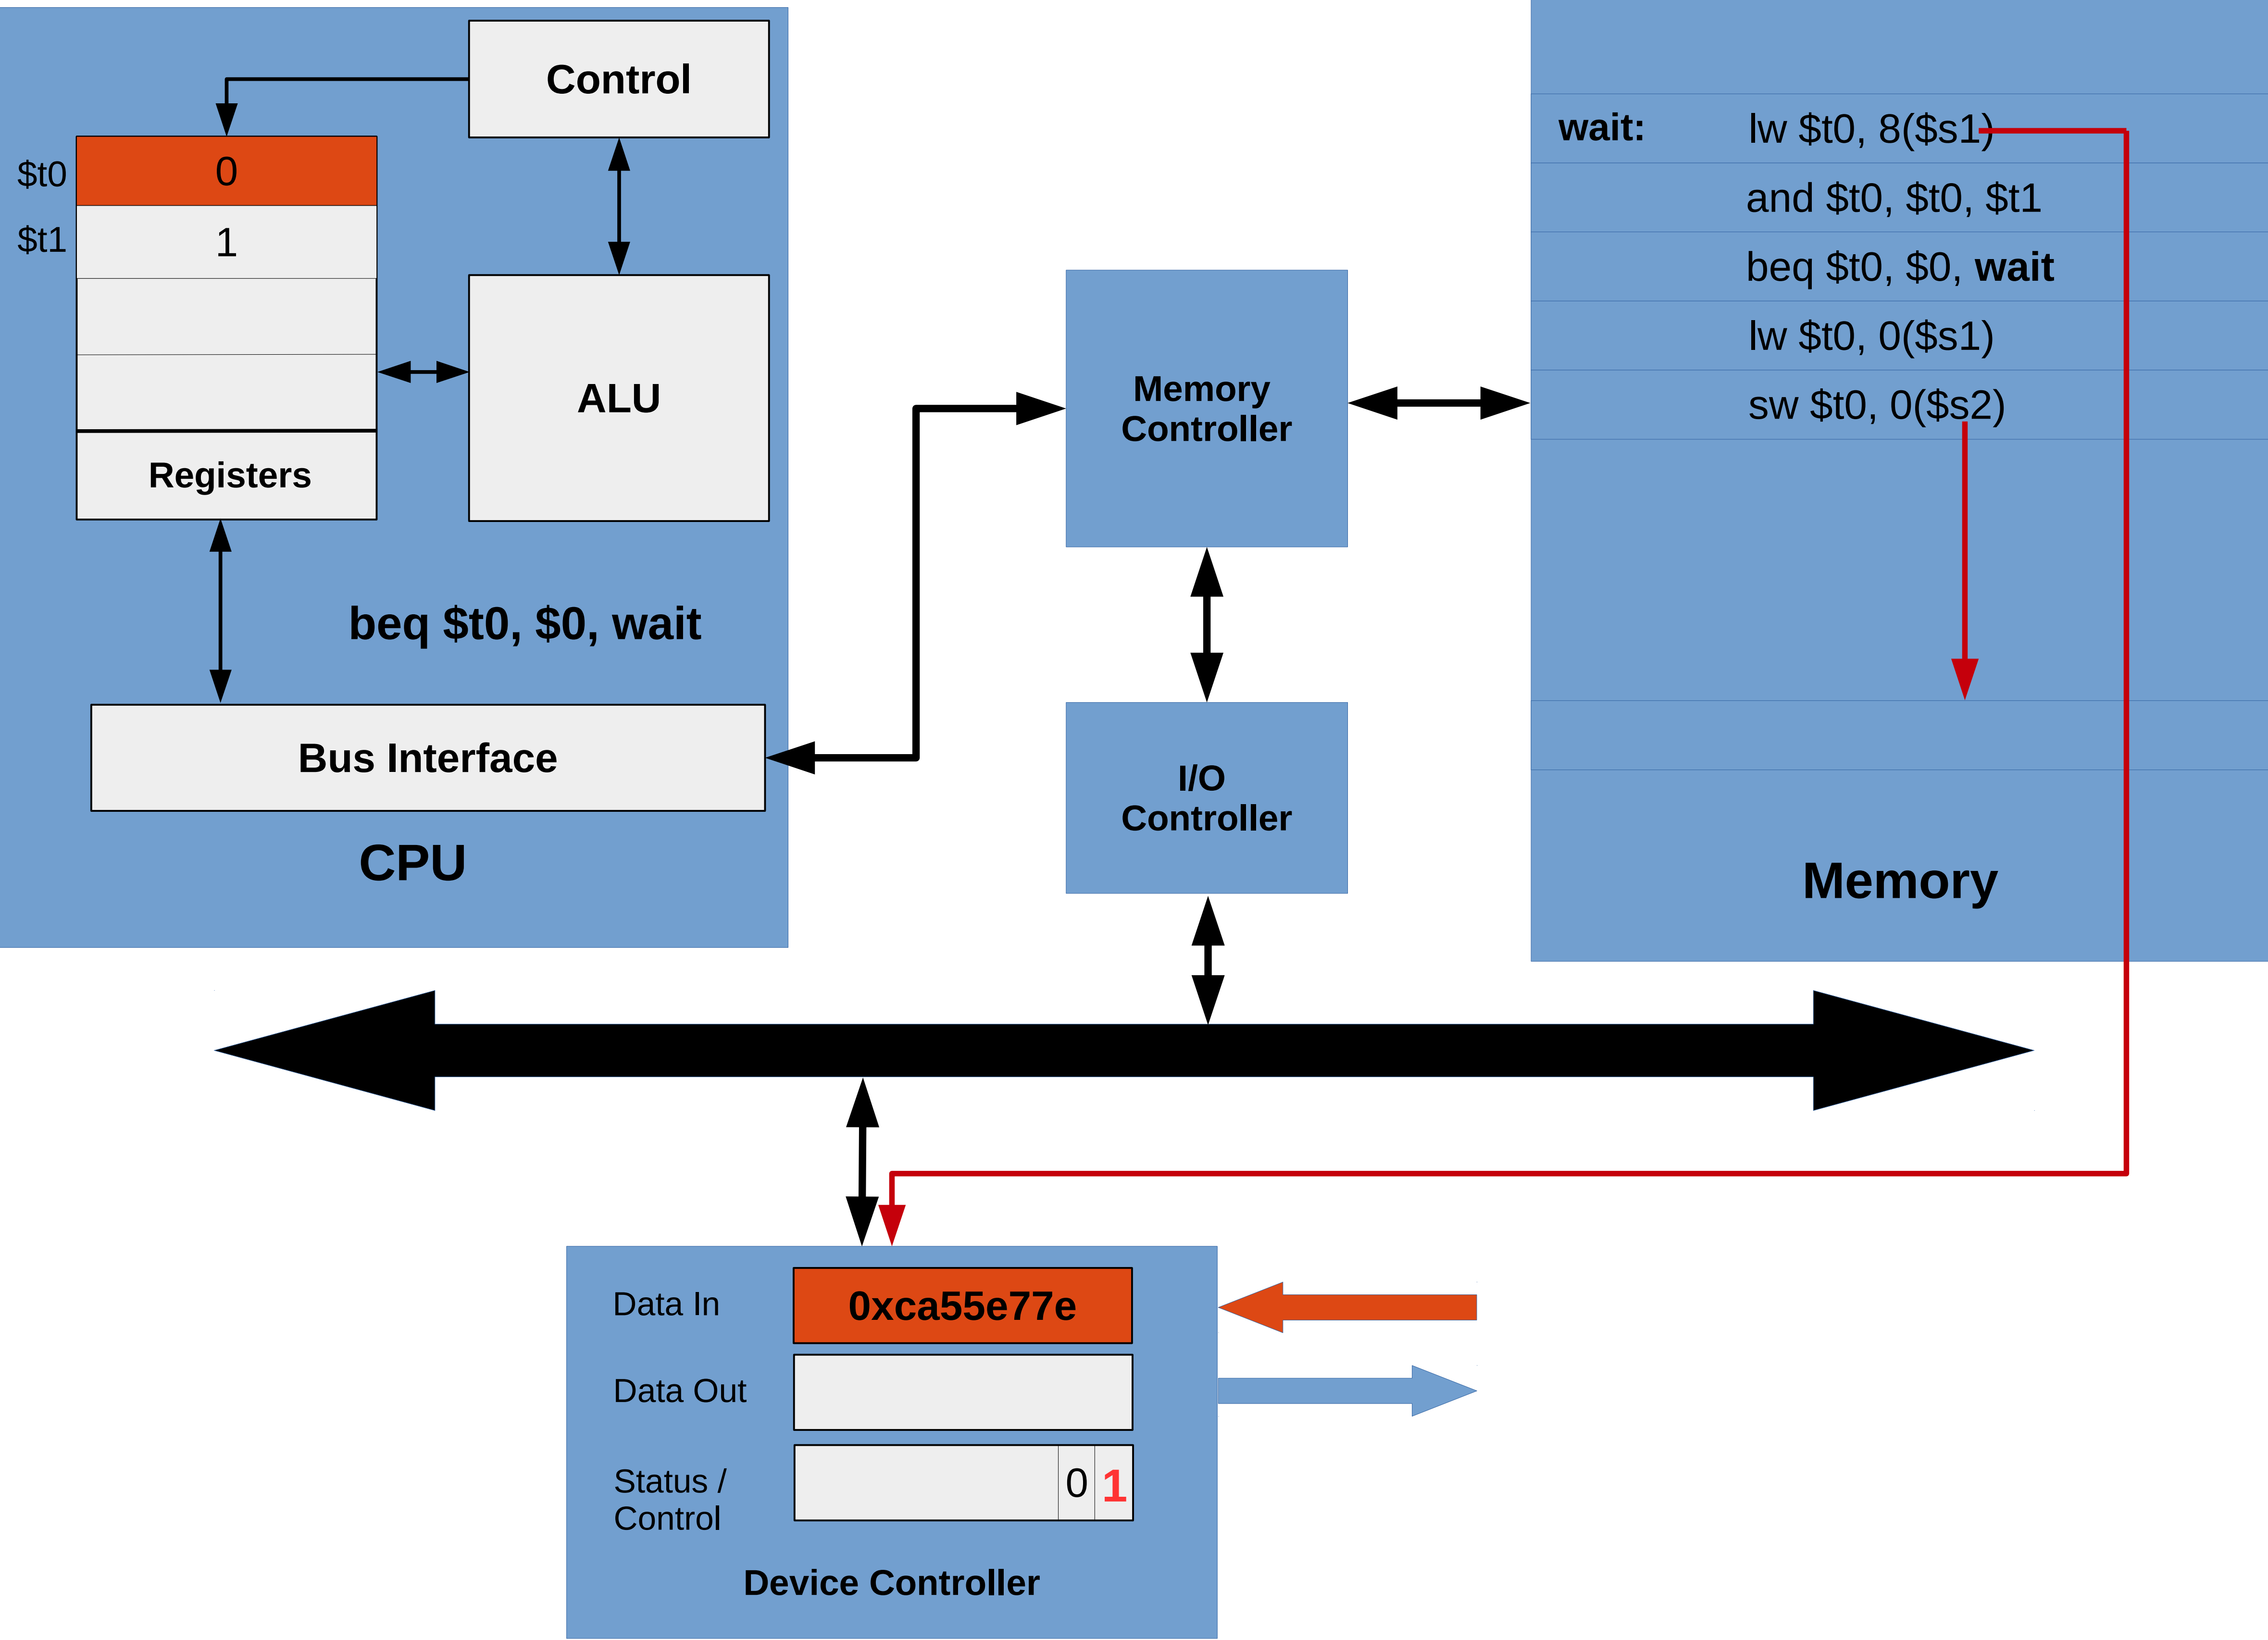 Control
$t0
0
$t1
1
ALU
Registers
beq $t0, $0, wait
Bus Interface
CPU
Memory
Controller
I/O
Controller
wait: lw $t0, 8($s1)
and $t0, $t0, $t1
beq $t0, $0, wait
lw $t0, 0($s1)
sw $t0, 0($s2)
Memory
Data In
0xca55e77e
Data Out
Status /
Control
0 1
Device Controller